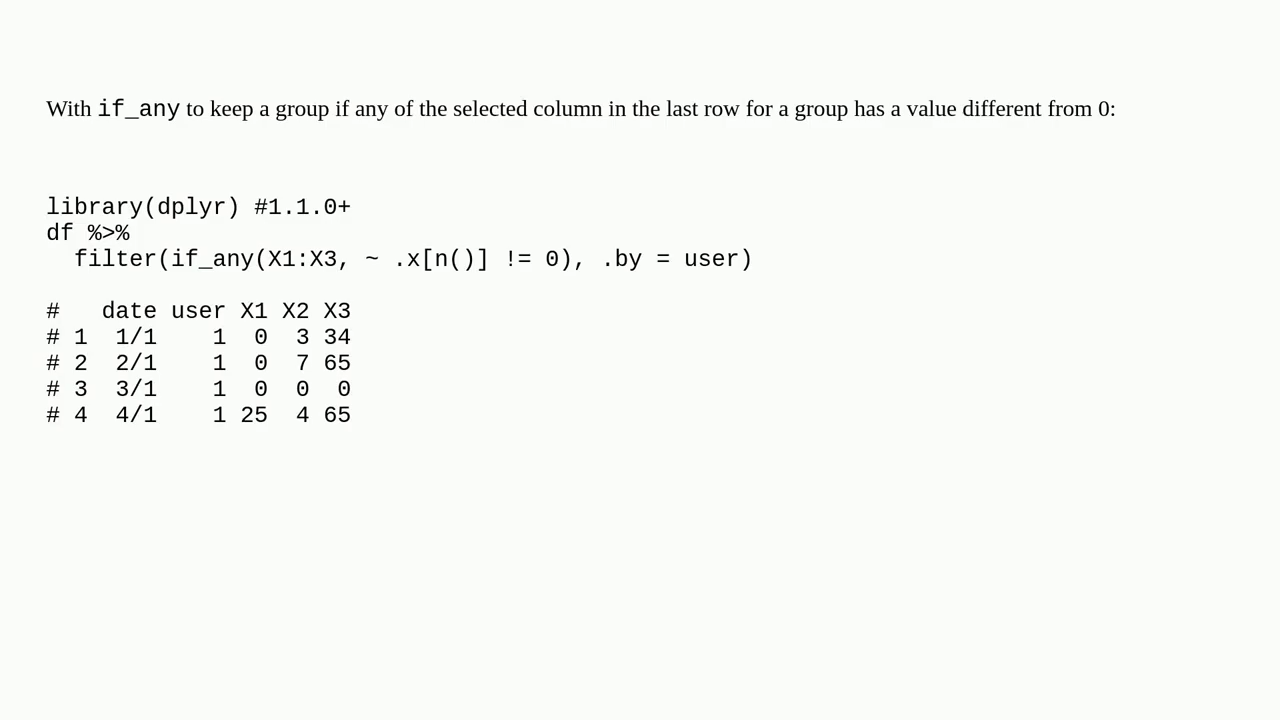 With if_any to keep a group if any of the selected column in the last row for a group has a value different from 0:
library(dplyr) #1.1.0+
df %>%
  filter(if_any(X1:X3, ~ .x[n()] != 0), .by = user)
#   date user X1 X2 X3
# 1  1/1    1  0  3 34
# 2  2/1    1  0  7 65
# 3  3/1    1  0  0  0
# 4  4/1    1 25  4 65